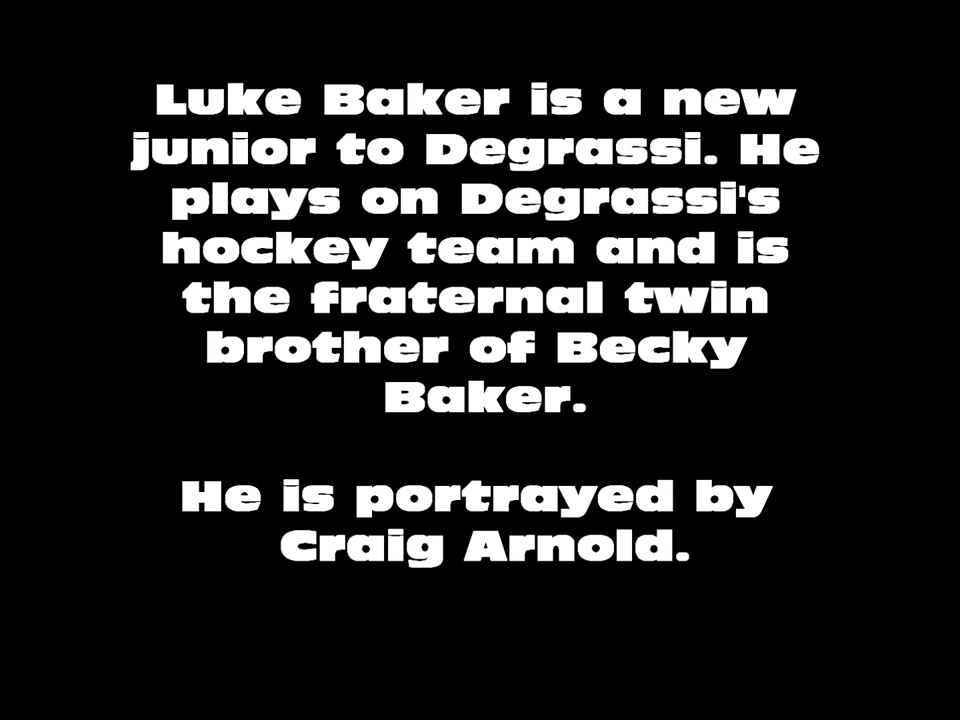 Luke Baker is a new
junior to Degrassi. He
plays on Degrassi's
hockey team and is
the fraternal twin
brother of Becky
Baker.
He is portrayed by
Craig Arnold.